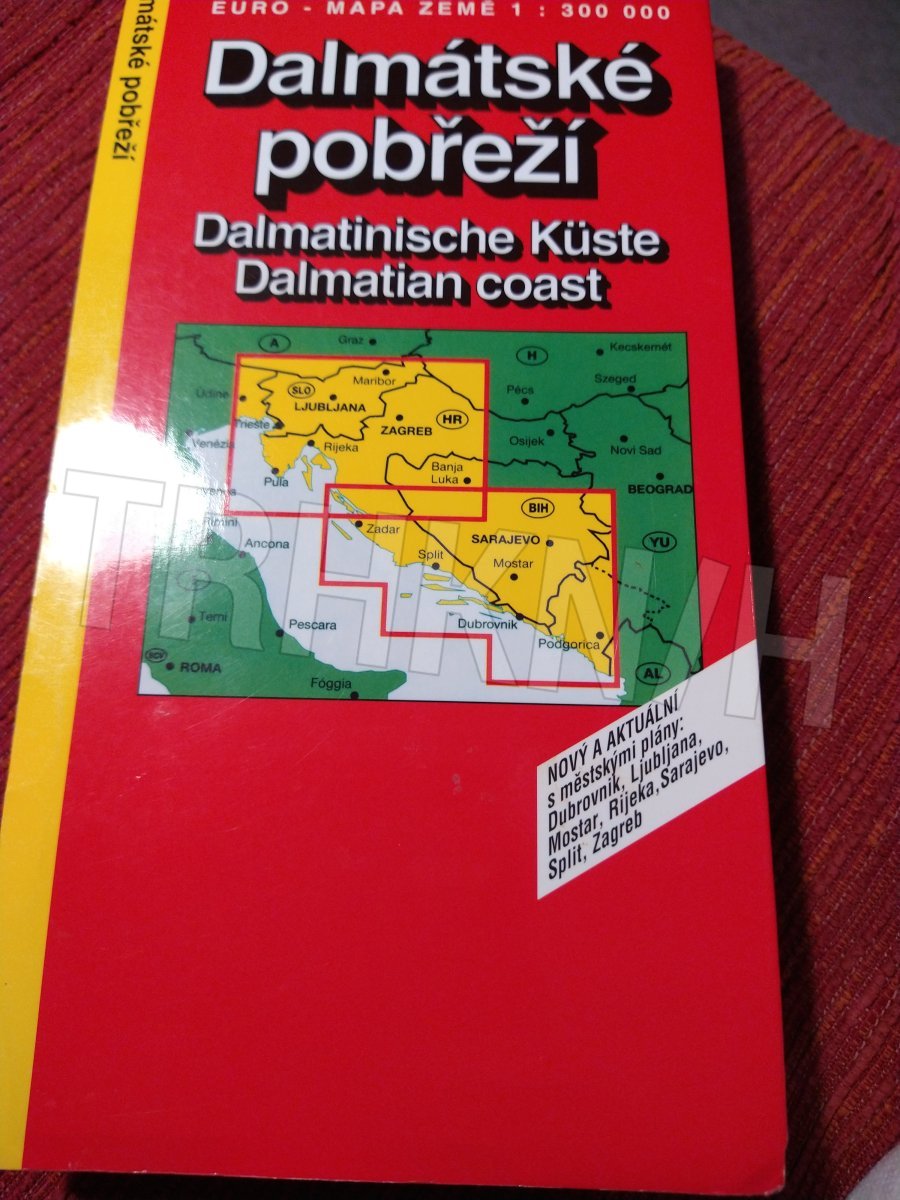 EURO - MAPA ZEMĚ 1 : 300 000
mátské pobřeží
Dalmátské
pobřeží
Dalmatinische Küste
Dalmatian coast
A
Graz
H
Kecskemét
Maribor
SLO
Udine
LJUBLJANA
Pécs
Szeged
Trieste
ZAGREB
HR
Venézia
Rijeka
Osijek
Novi Sad
Pula
Banja
Luka
BEOGRAD
Rimini
Zadar
BIH
SARAJEVO
YU
Ancona
Split
Mostar
Terni
Pescara
Dubrovnik
Podgorica
SCV
ROMA
AL
Fóggia
NOVÝ A AKTUÁLNÍ
s městskými plány:
Dubrovnik, Ljubljana,
Mostar, Rijeka, Sarajevo,
Split, Zagreb
TRHKNIH